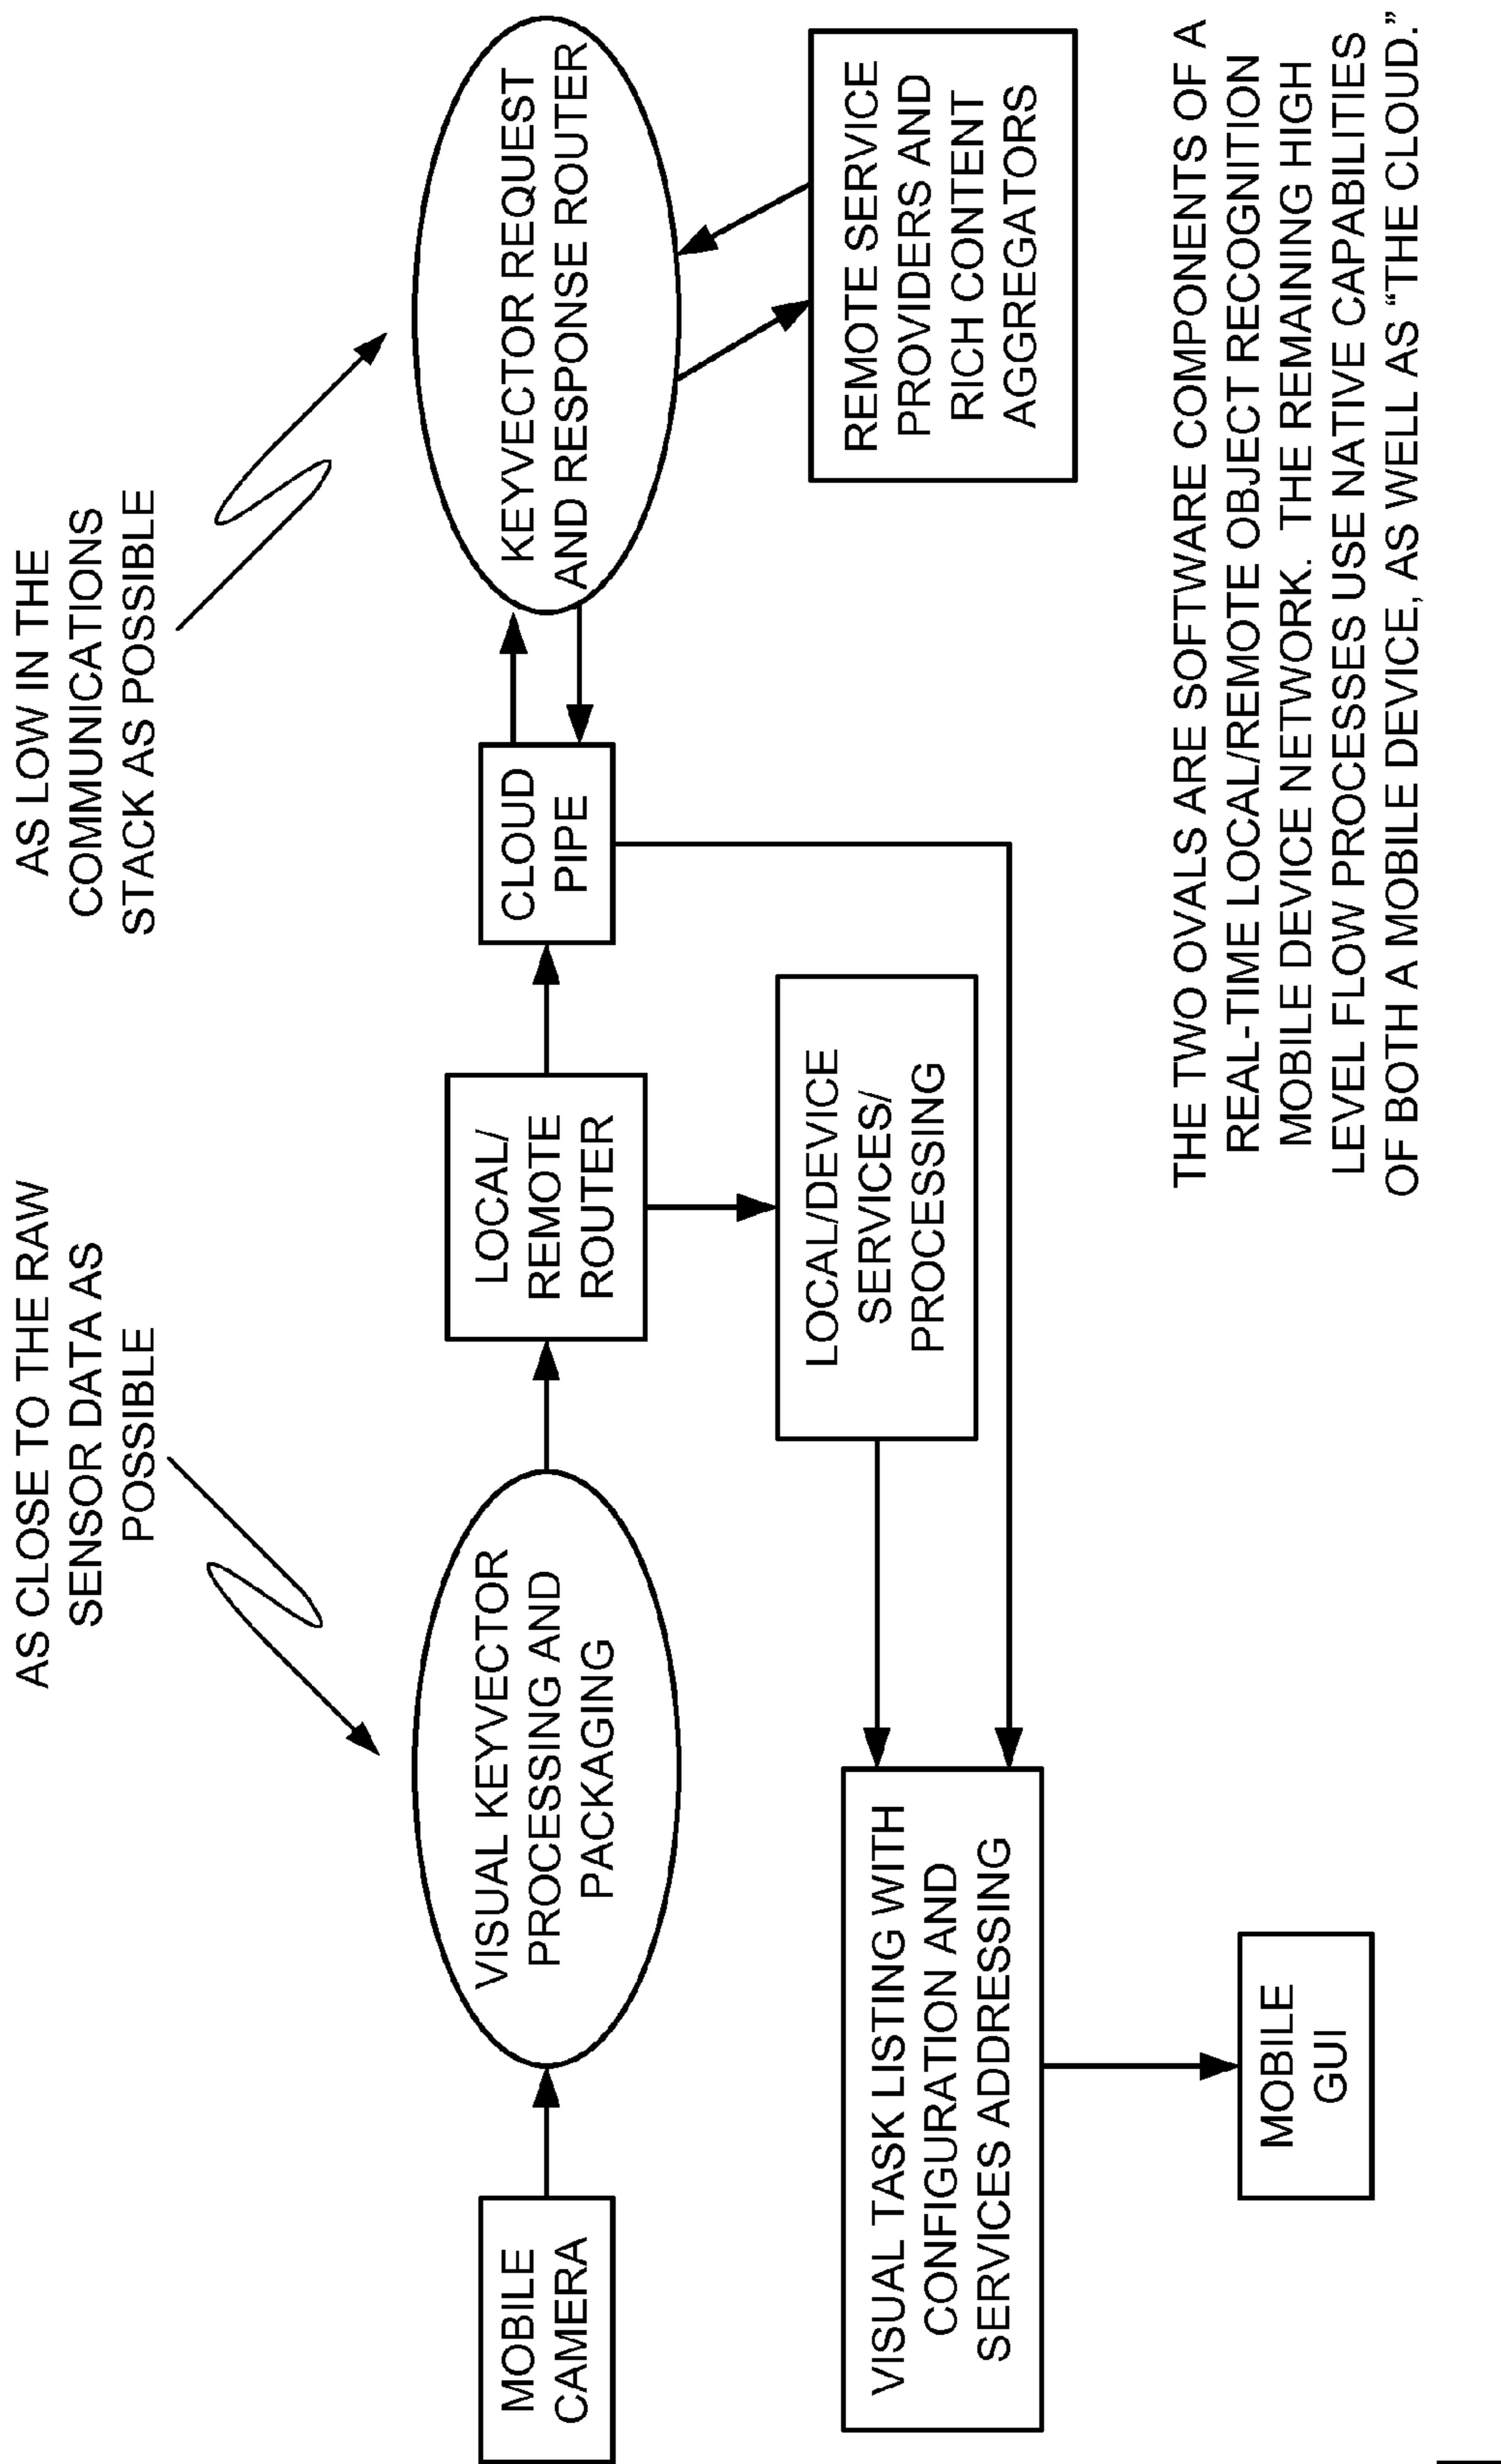 AS CLOSE TO THE RAW
SENSOR DATA AS
POSSIBLE
AS LOW IN THE
COMMUNICATIONS
STACK AS POSSIBLE
MOBILE
CAMERA
VISUAL KEYVECTOR
PROCESSING AND
PACKAGING
LOCAL/
REMOTE
ROUTER
CLOUD
PIPE
KEYVECTOR REQUEST
AND RESPONSE ROUTER
LOCAL/DEVICE
SERVICES/
PROCESSING
REMOTE SERVICE
PROVIDERS AND
RICH CONTENT
AGGREGATORS
VISUAL TASK LISTING WITH
CONFIGURATION AND
SERVICES ADDRESSING
MOBILE
GUI
THE TWO OVALS ARE SOFTWARE COMPONENTS OF A
REAL-TIME LOCAL/REMOTE OBJECT RECOGNITION
MOBILE DEVICE NETWORK. THE REMAINING HIGH
LEVEL FLOW PROCESSES USE NATIVE CAPABILITIES
OF BOTH A MOBILE DEVICE, AS WELL AS “THE CLOUD.”